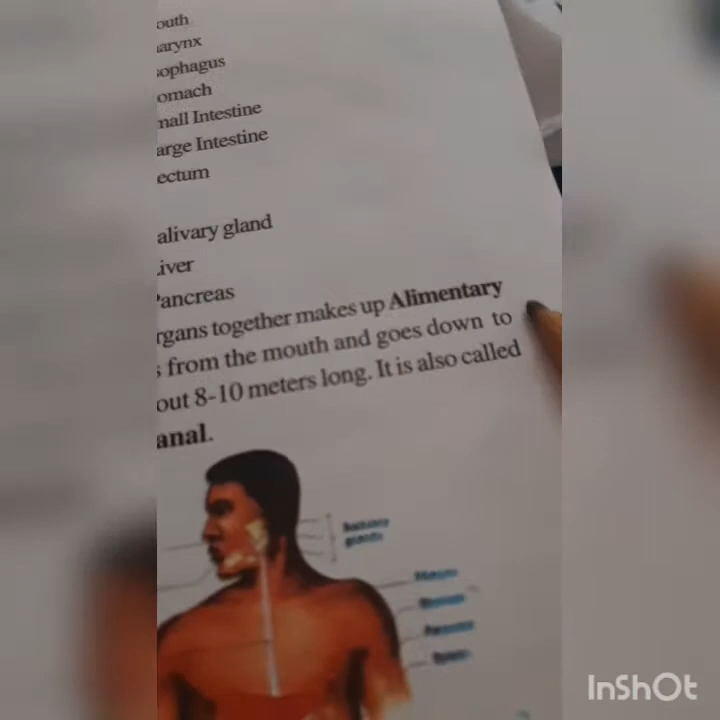 outh
arynx
sophagus
omach
mall Intestine
arge Intestine
ectum
alivary gland
iver
Pancreas
rgans together makes up Alimentary
s from the mouth and goes down to
out 8-10 meters long. It is also called
anal.
glands
InShOt